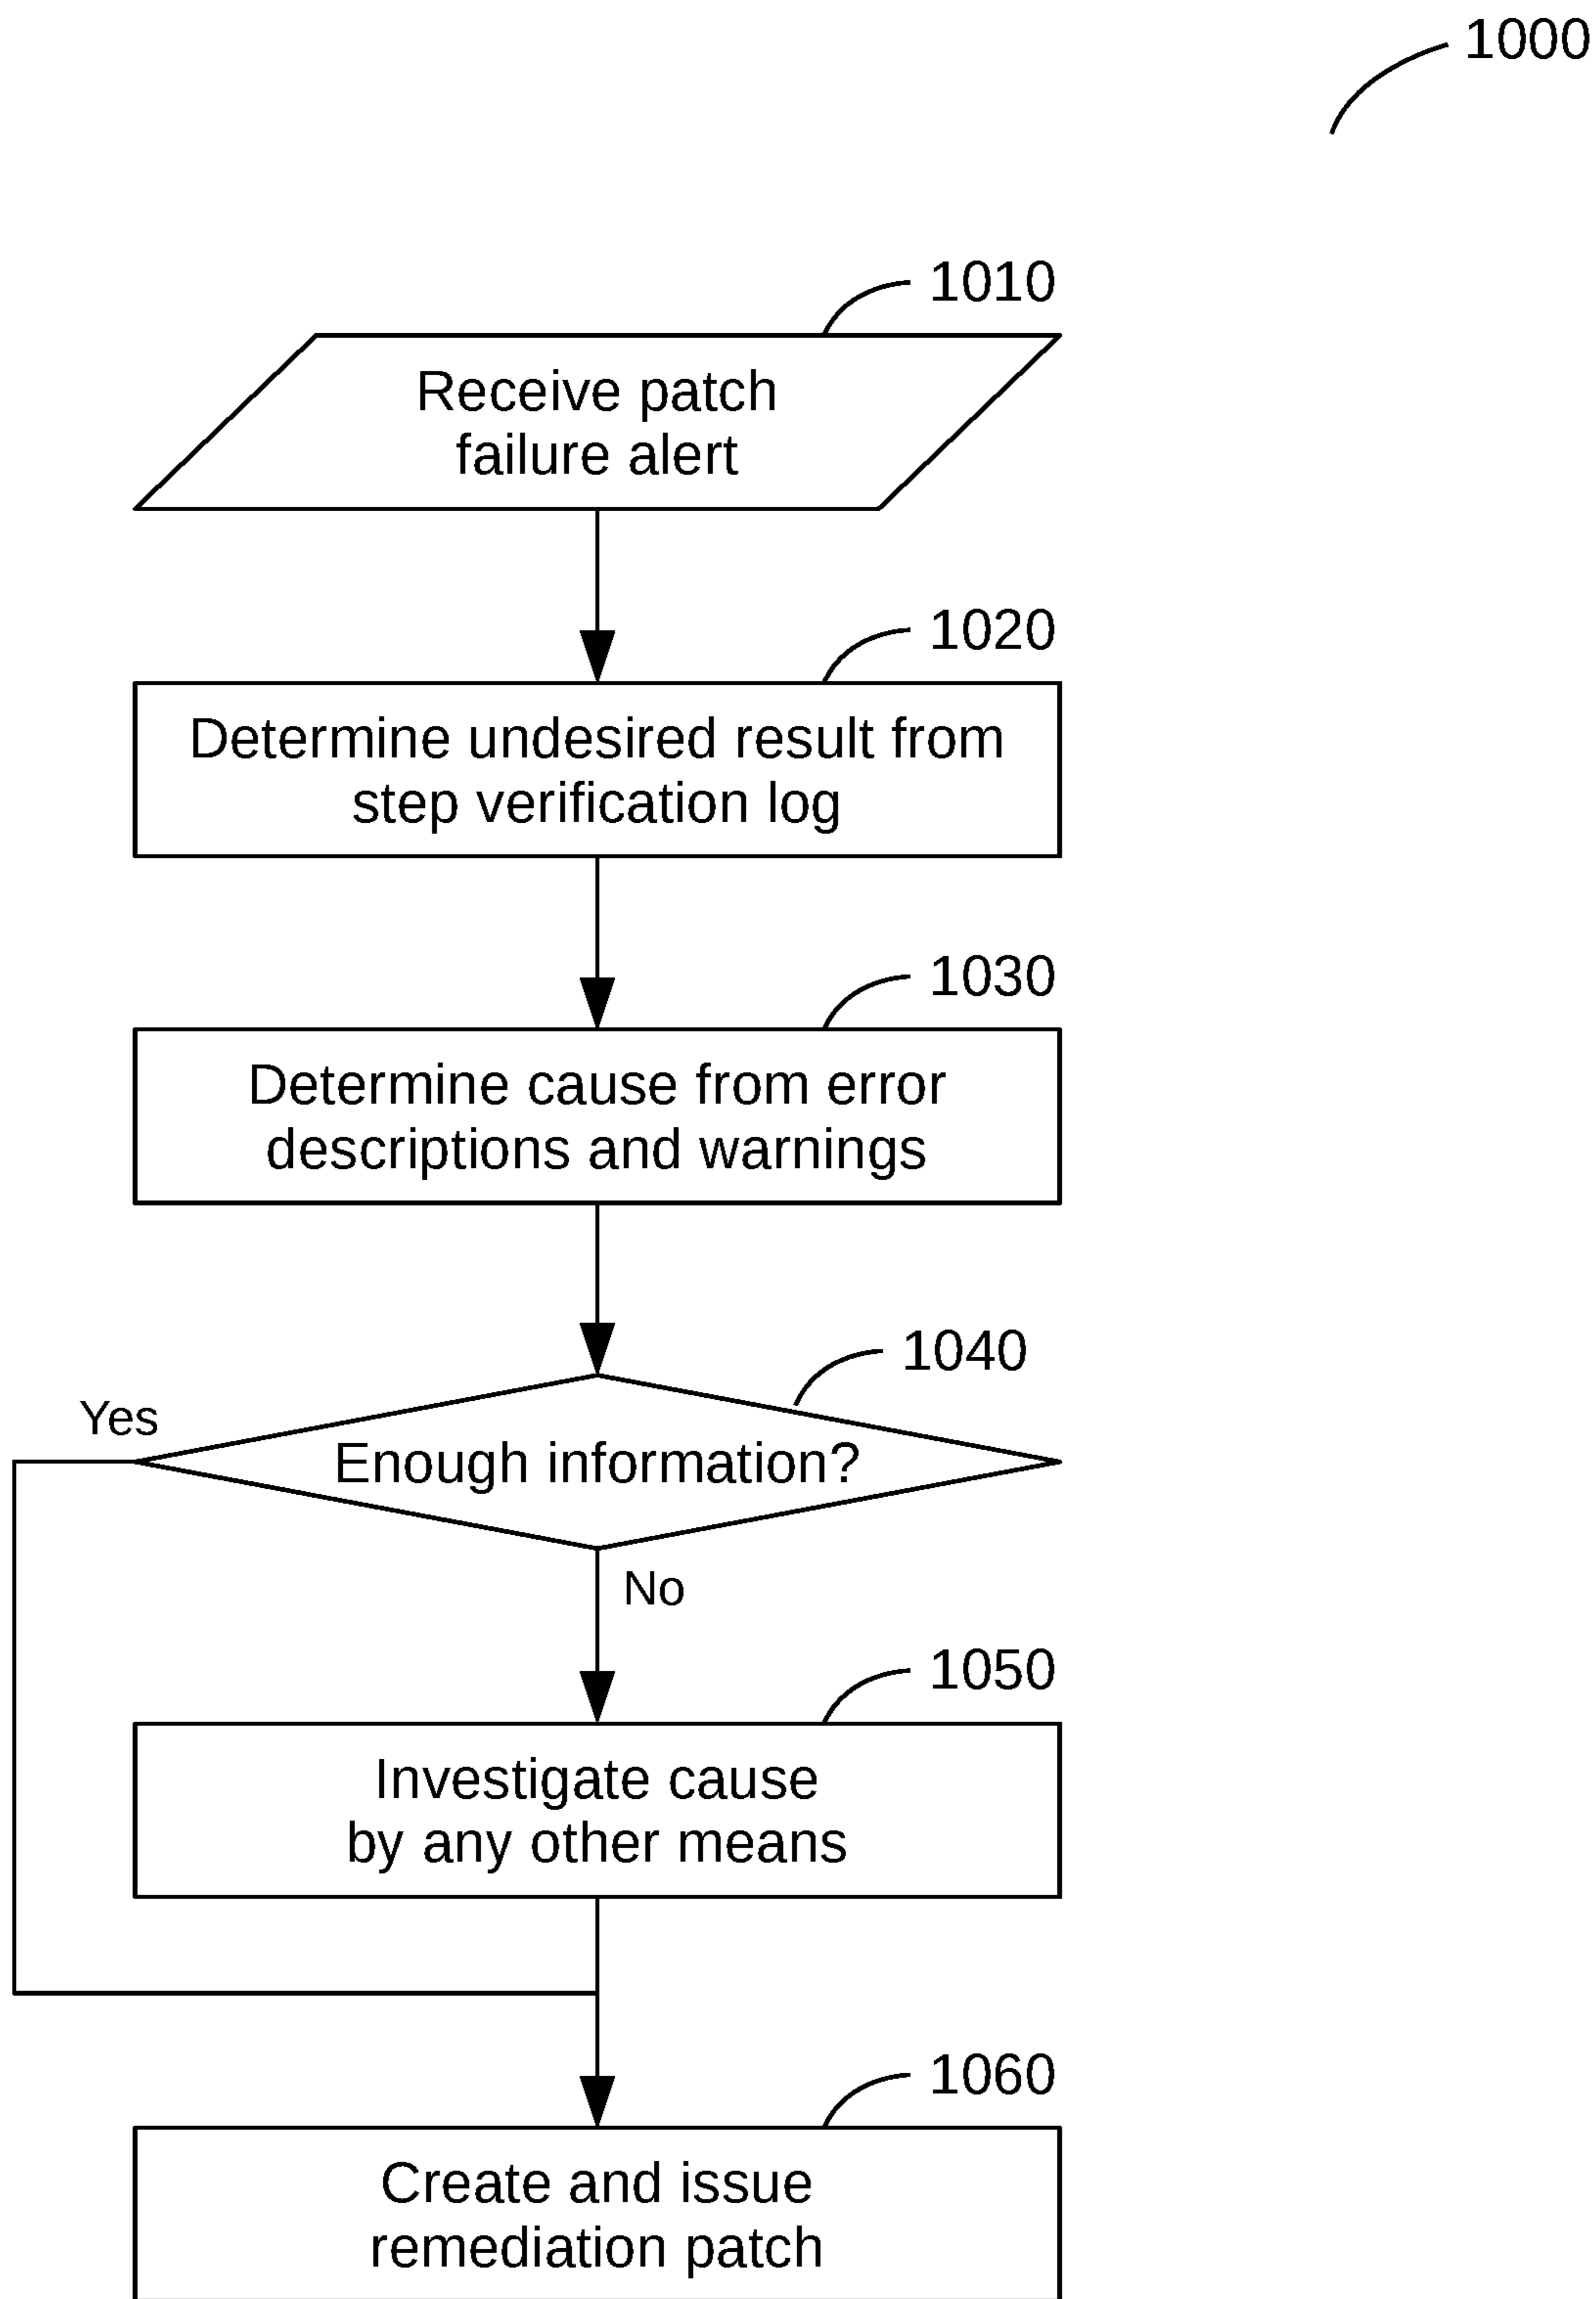 1000
1010
Receive patch
failure alert
1020
Determine undesired result from
step verification log
1030
Determine cause from error
descriptions and warnings
1040
Yes
Enough information?
No
1050
Investigate cause
by any other means
1060
Create and issue
remediation patch